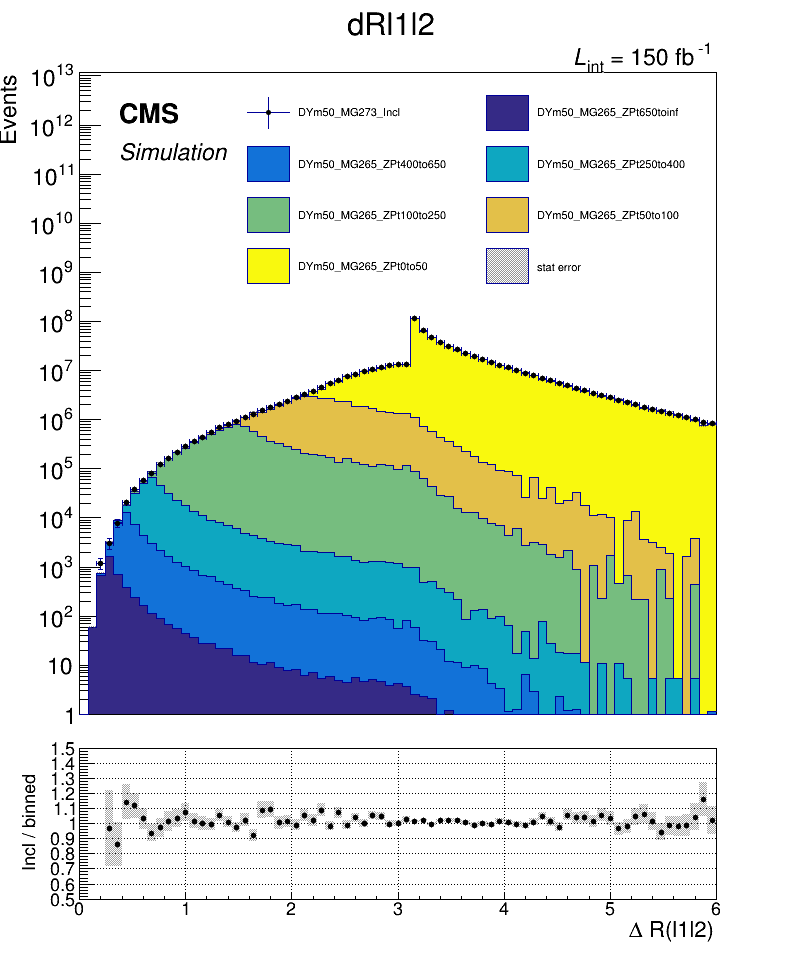 dRl1l2
L_int = 150 fb^-1
Events
10^13
10^12
10^11
10^10
10^9
10^8
10^7
10^6
10^5
10^4
10^3
10^2
10
1
CMS
Simulation
DYm50_MG273_Incl
DYm50_MG265_ZPt650toinf
DYm50_MG265_ZPt400to650
DYm50_MG265_ZPt250to400
DYm50_MG265_ZPt100to250
DYm50_MG265_ZPt50to100
DYm50_MG265_ZPt0to50
stat error
Incl / binned
1.5
1.4
1.3
1.2
1.1
1
0.9
0.8
0.7
0.6
0.5
0 1 2 3 4 5 6
Δ R(l1l2)